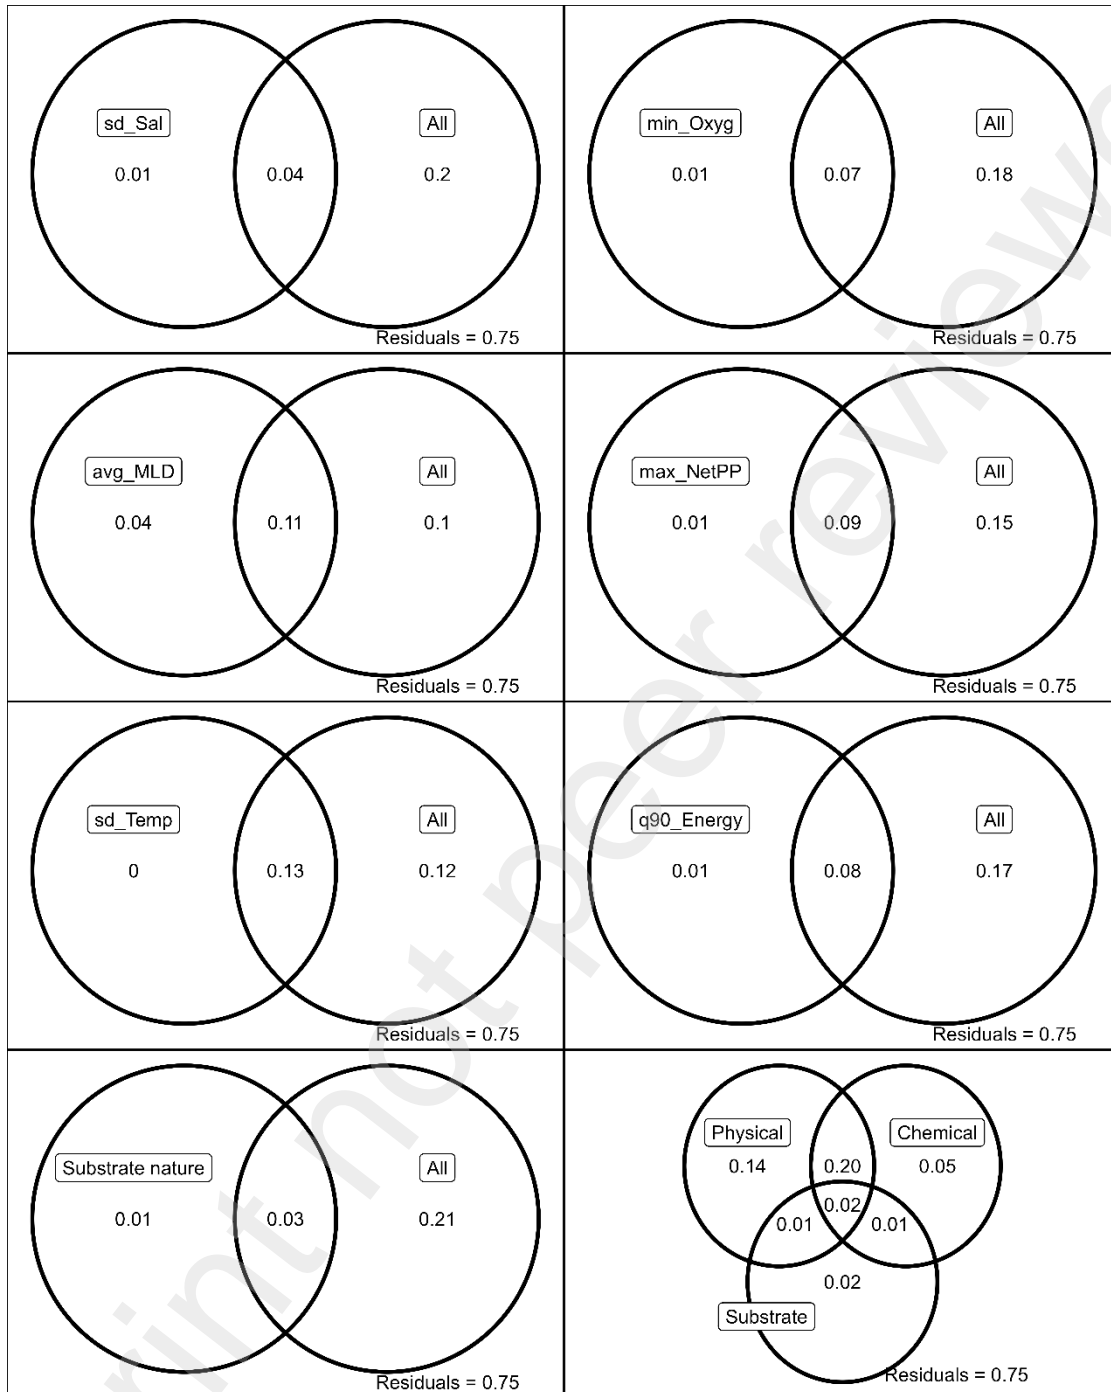 sd_Sal All
0.01 0.04 0.2
Residuals = 0.75
min_Oxyg All
0.01 0.07 0.18
Residuals = 0.75
avg_MLD All
0.04 0.11 0.1
Residuals = 0.75
max_NetPP All
0.01 0.09 0.15
Residuals = 0.75
sd_Temp All
0 0.13 0.12
Residuals = 0.75
q90_Energy All
0.01 0.08 0.17
Residuals = 0.75
Substrate nature All
0.01 0.03 0.21
Residuals = 0.75
Physical Chemical
0.14 0.20 0.05
0.02
0.01 0.01
0.02
Substrate
Residuals = 0.75
rint not peer review